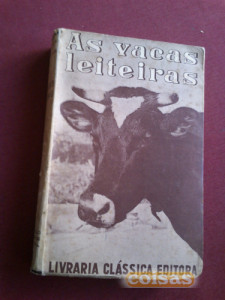 As vacas
leiteiras
LIVRARIA CLÁSSICA EDITORA
coisas